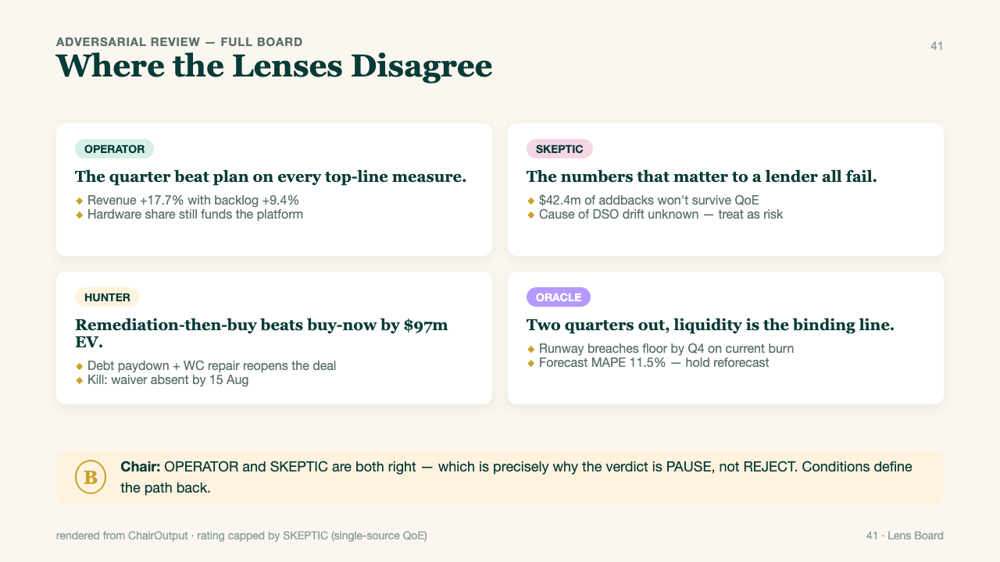 ADVERSARIAL REVIEW — FULL BOARD
41
Where the Lenses Disagree
OPERATOR
The quarter beat plan on every top-line measure.
◆ Revenue +17.7% with backlog +9.4%
◆ Hardware share still funds the platform
SKEPTIC
The numbers that matter to a lender all fail.
◆ $42.4m of addbacks won't survive QoE
◆ Cause of DSO drift unknown — treat as risk
HUNTER
Remediation-then-buy beats buy-now by $97m
EV.
◆ Debt paydown + WC repair reopens the deal
◆ Kill: waiver absent by 15 Aug
ORACLE
Two quarters out, liquidity is the binding line.
◆ Runway breaches floor by Q4 on current burn
◆ Forecast MAPE 11.5% — hold reforecast
B
Chair: OPERATOR and SKEPTIC are both right — which is precisely why the verdict is PAUSE, not REJECT. Conditions define
the path back.
rendered from ChairOutput · rating capped by SKEPTIC (single-source QoE)
41 · Lens Board